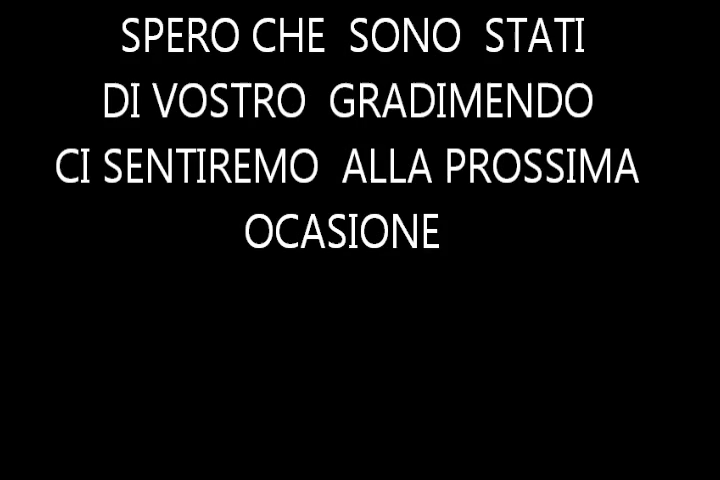 SPERO CHE  SONO  STATI
DI VOSTRO  GRADIMENDO
CI SENTIREMO  ALLA PROSSIMA
OCASIONE